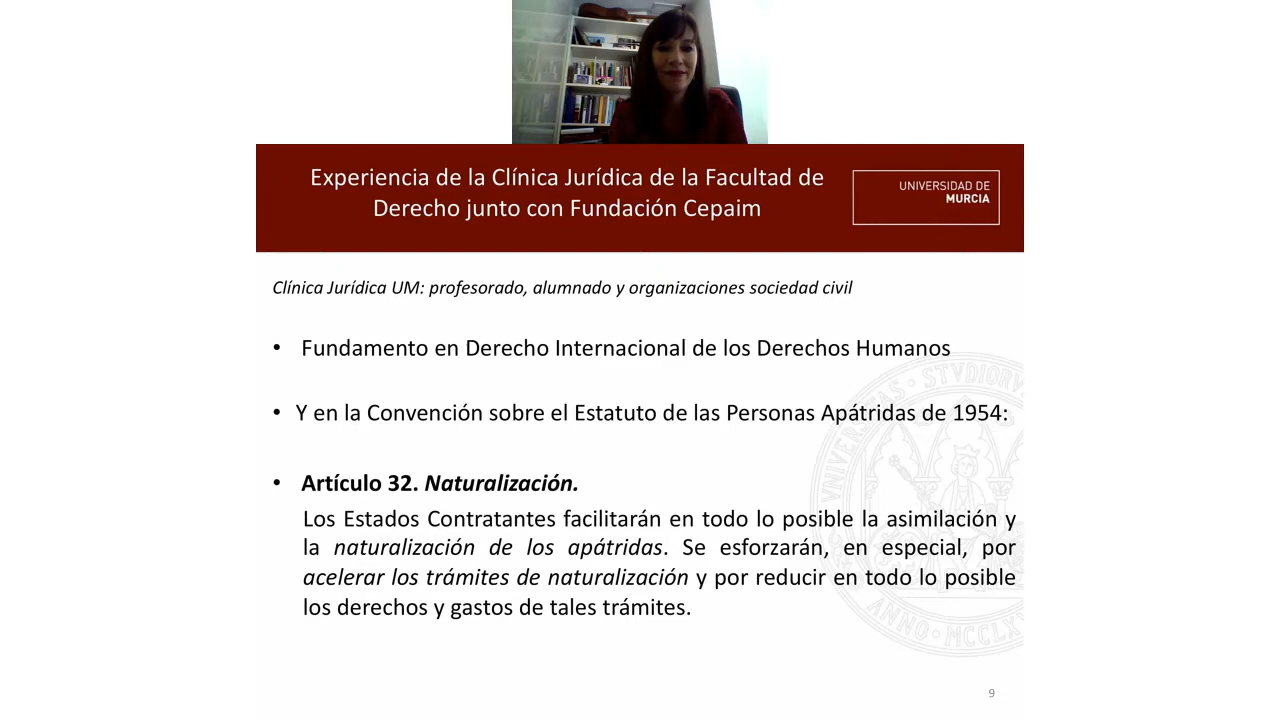 Experiencia de la Clínica Jurídica de la Facultad de
Derecho junto con Fundación Cepaim
UNIVERSIDAD DE
MURCIA
Clínica Jurídica UM: profesorado, alumnado y organizaciones sociedad civil
• Fundamento en Derecho Internacional de los Derechos Humanos
• Y en la Convención sobre el Estatuto de las Personas Apátridas de 1954:
• Artículo 32. Naturalización.
Los Estados Contratantes facilitarán en todo lo posible la asimilación y
la naturalización de los apátridas. Se esforzarán, en especial, por
acelerar los trámites de naturalización y por reducir en todo lo posible
los derechos y gastos de tales trámites.
UNIVERSITAS · STVDIORV
ANNO · MCCLX
9